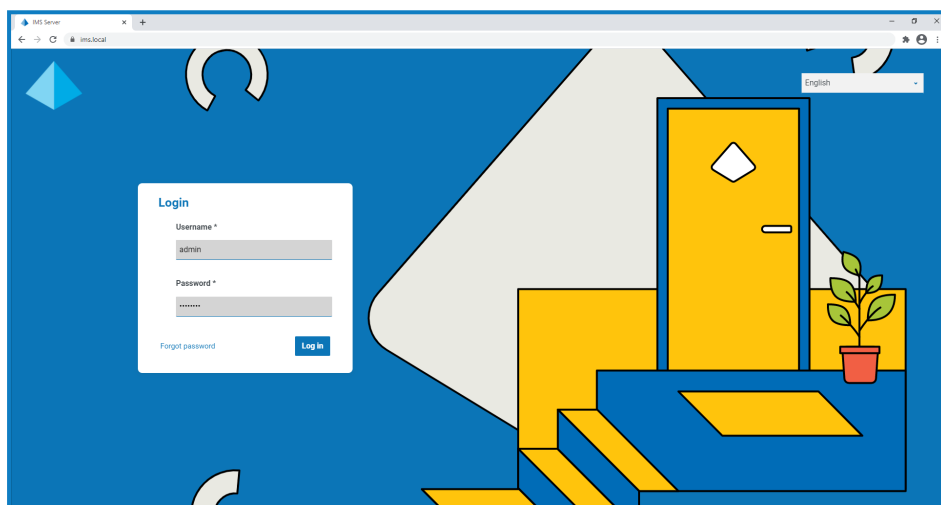 IMS Server
ims.local
English
Login
Username *
admin
Password *
••••••••
Forgot password
Log in